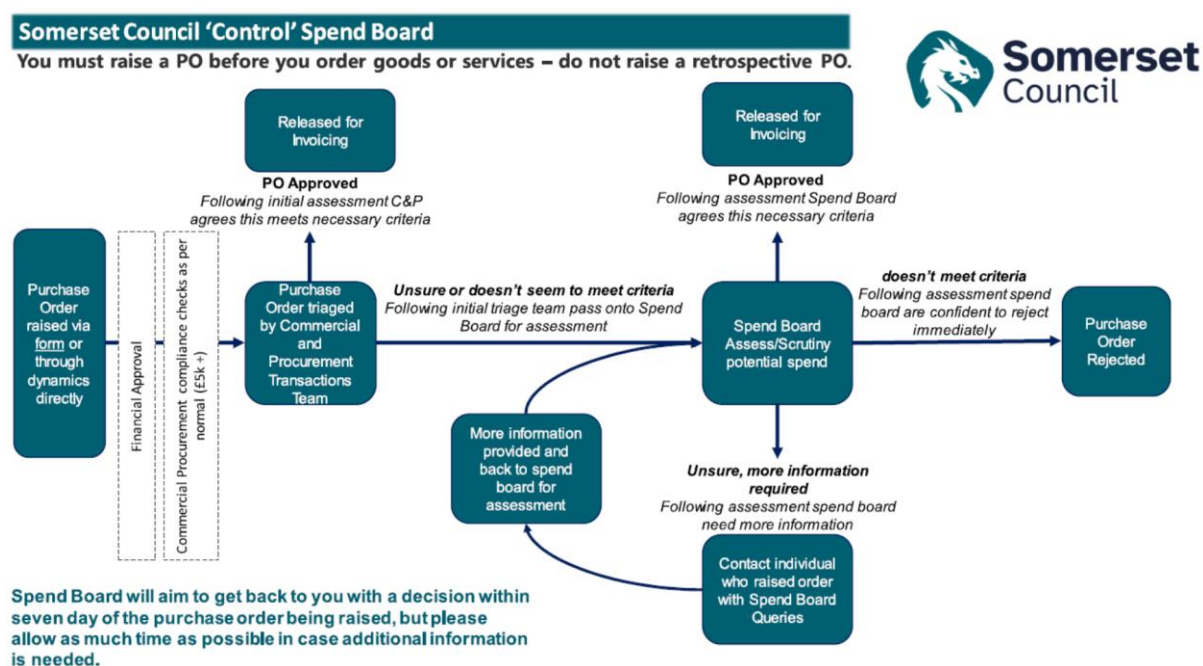 Somerset Council 'Control' Spend Board
You must raise a PO before you order goods or services – do not raise a retrospective PO.
Somerset
Council
Released for
Invoicing
PO Approved
Following initial assessment C&P
agrees this meets necessary criteria
Released for
Invoicing
PO Approved
Following assessment Spend Board
agrees this necessary criteria
Purchase
Order
raised via
form or
through
dynamics
directly
Financial Approval
Commercial Procurement compliance checks as per
normal (£5k +)
Purchase
Order triaged
by Commercial
and
Procurement
Transactions
Team
Unsure or doesn't seem to meet criteria
Following initial triage team pass onto Spend
Board for assessment
Spend Board
Assess/Scrutiny
potential spend
doesn't meet criteria
Following assessment spend
board are confident to reject
immediately
Purchase
Order
Rejected
More information
provided and
back to spend
board for
assessment
Unsure, more information
required
Following assessment spend board
need more information
Contact individual
who raised order
with Spend Board
Queries
Spend Board will aim to get back to you with a decision within
seven day of the purchase order being raised, but please
allow as much time as possible in case additional information
is needed.